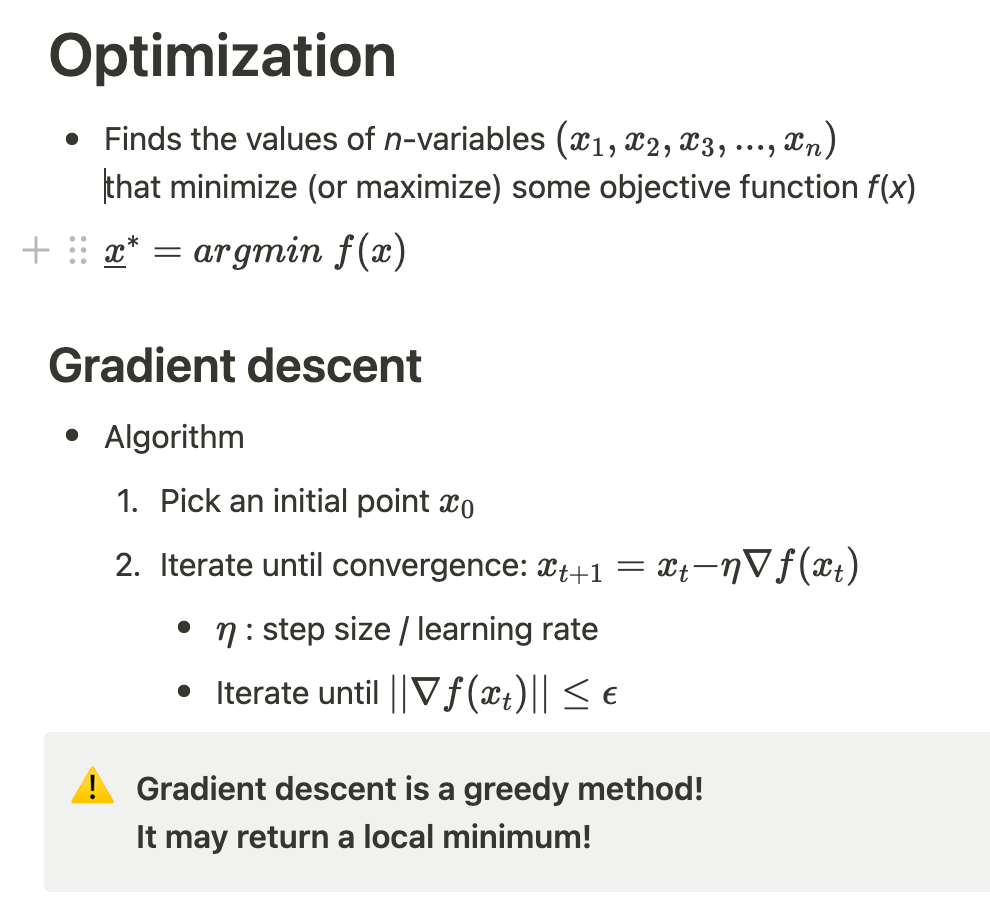 Optimization
• Finds the values of n-variables (x₁, x₂, x₃, ..., xₙ)
that minimize (or maximize) some objective function f(x)
x* = argmin f(x)
Gradient descent
• Algorithm
1. Pick an initial point x₀
2. Iterate until convergence: xₜ₊₁ = xₜ−η∇f(xₜ)
• η : step size / learning rate
• Iterate until ||∇f(xₜ)|| ≤ ϵ
⚠️ Gradient descent is a greedy method!
It may return a local minimum!